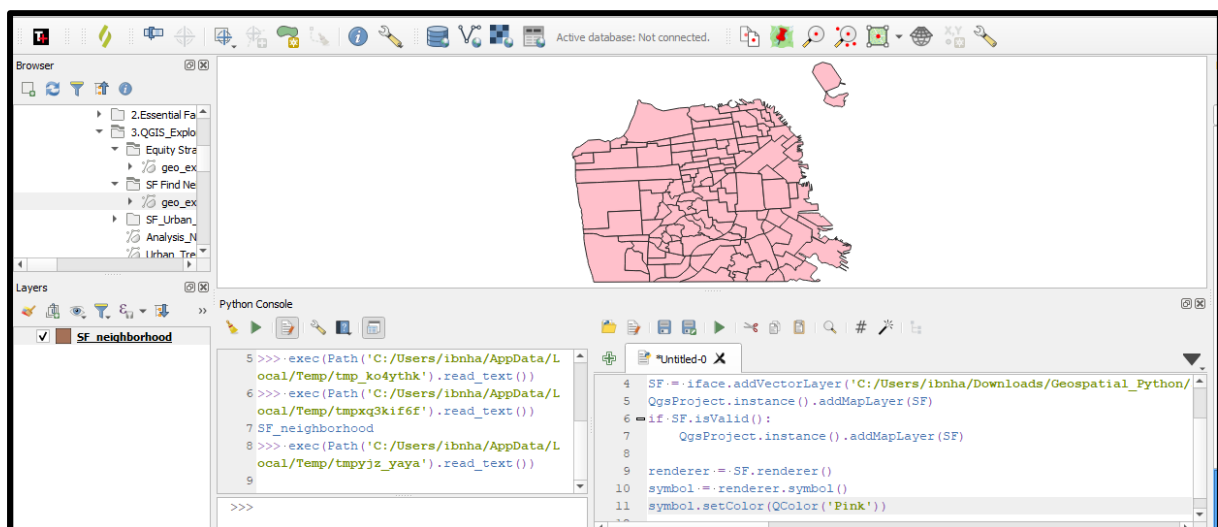 Active database: Not connected.
X,Y
Browser
2.Essential Fa
3.QGIS_Explo
Equity Stra
geo_ex
SF Find Ne
geo_ex
SF_Urban_
Analysis_N
Urban_Tre
Layers
SF_neighborhood
Python Console
5 >>> exec(Path('C:/Users/ibnha/AppData/L
ocal/Temp/tmp_ko4ythk').read_text())
6 >>> exec(Path('C:/Users/ibnha/AppData/L
ocal/Temp/tmpxq3kif6f').read_text())
7 SF_neighborhood
8 >>> exec(Path('C:/Users/ibnha/AppData/L
ocal/Temp/tmpyjz_yaya').read_text())
9
>>>
*Untitled-0 X
4 SF = iface.addVectorLayer('C:/Users/ibnha/Downloads/Geospatial_Python/
5 QgsProject.instance().addMapLayer(SF)
6 if SF.isValid():
7 QgsProject.instance().addMapLayer(SF)
8
9 renderer = SF.renderer()
10 symbol = renderer.symbol()
11 symbol.setColor(QColor('Pink'))